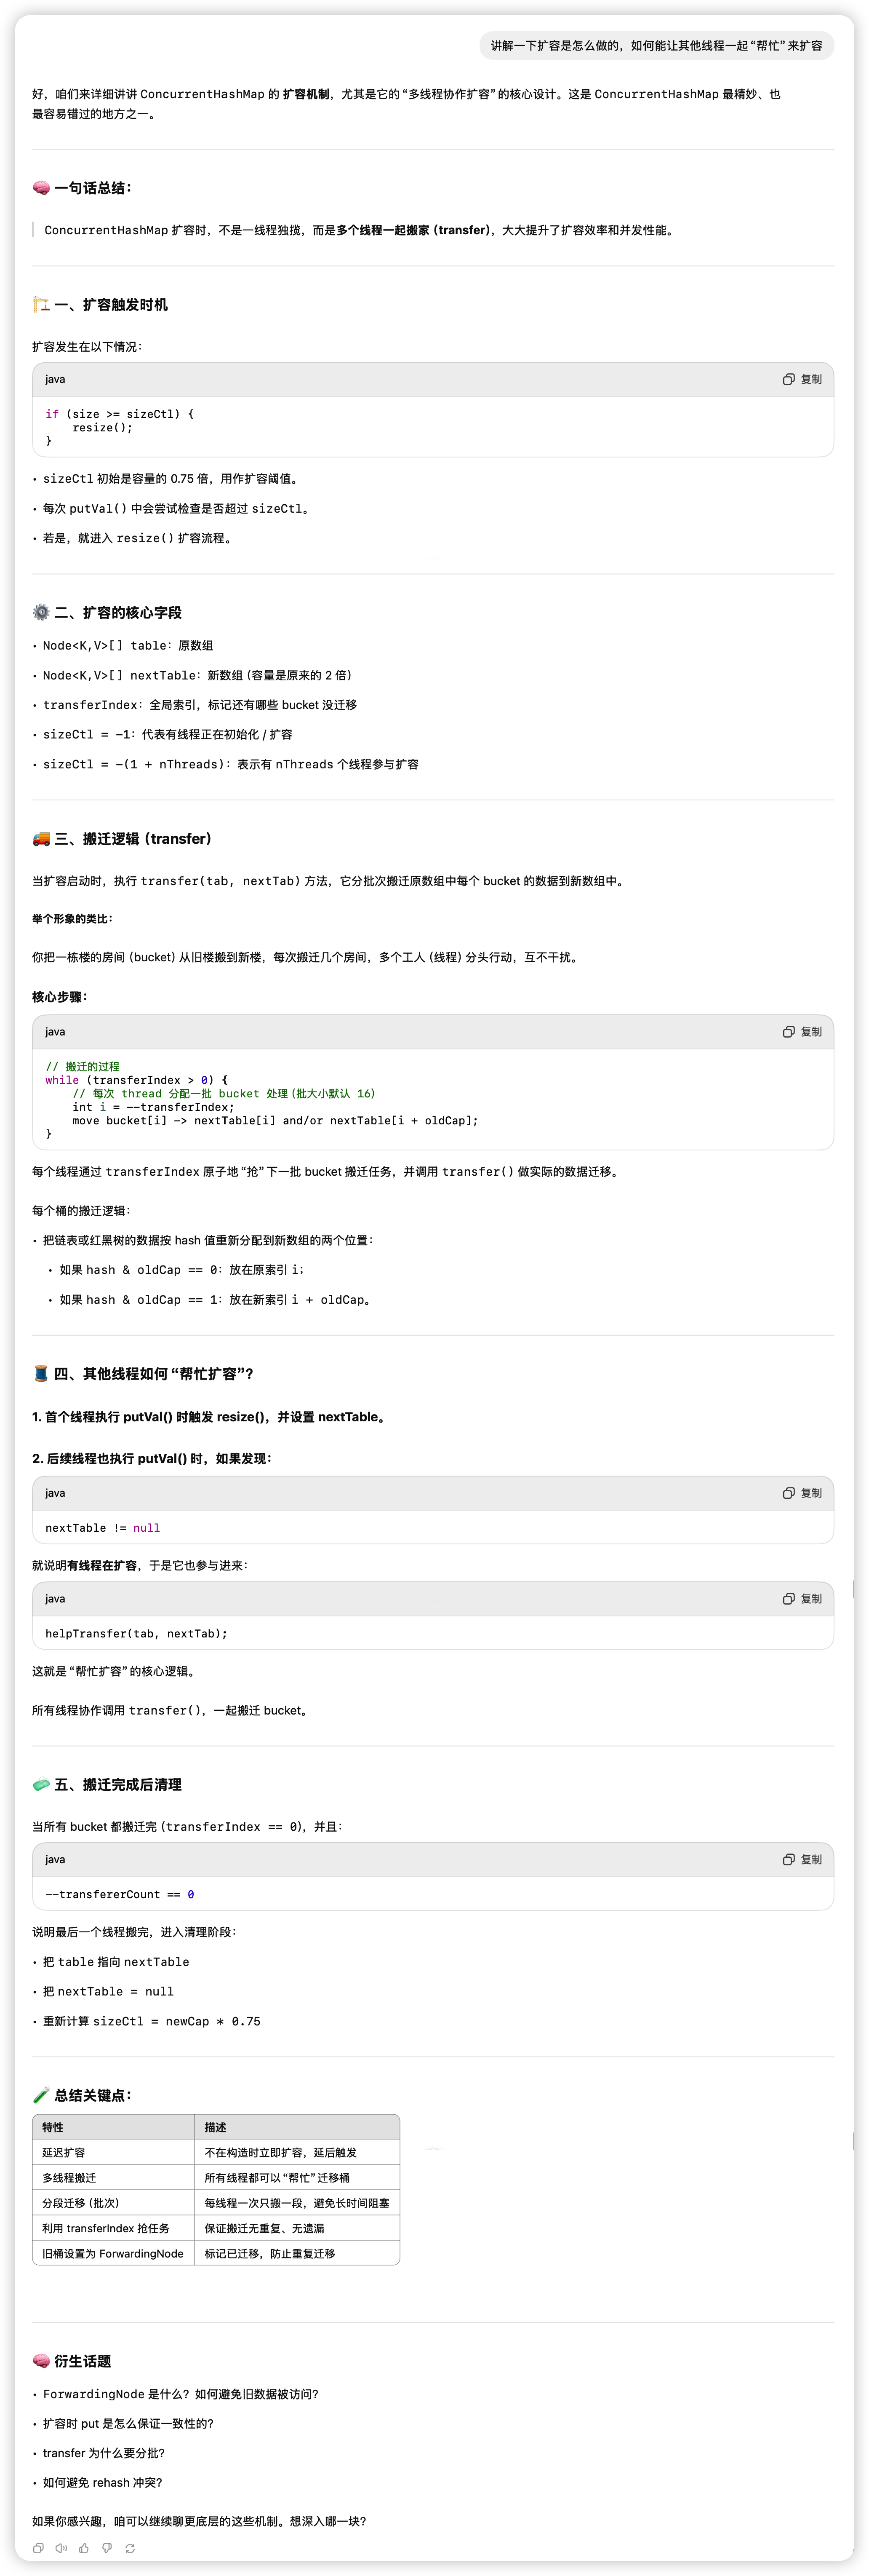 讲解一下扩容是怎么做的，如何能让其他线程一起“帮忙”来扩容
好，咱们来详细讲讲 ConcurrentHashMap 的 扩容机制，尤其是它的“多线程协作扩容”的核心设计。这是 ConcurrentHashMap 最精妙、也
最容易错过的地方之一。
🧠 一句话总结：
ConcurrentHashMap 扩容时，不是一线程独揽，而是多个线程一起搬家（transfer），大大提升了扩容效率和并发性能。
🏗️ 一、扩容触发时机
扩容发生在以下情况：
java 复制
if (size >= sizeCtl) {
    resize();
}
• sizeCtl 初始是容量的 0.75 倍，用作扩容阈值。
• 每次 putVal() 中会尝试检查是否超过 sizeCtl。
• 若是，就进入 resize() 扩容流程。
⚙️ 二、扩容的核心字段
• Node<K,V>[] table：原数组
• Node<K,V>[] nextTable：新数组（容量是原来的 2 倍）
• transferIndex：全局索引，标记还有哪些 bucket 没迁移
• sizeCtl = -1：代表有线程正在初始化 / 扩容
• sizeCtl = -(1 + nThreads)：表示有 nThreads 个线程参与扩容
🚚 三、搬迁逻辑（transfer）
当扩容启动时，执行 transfer(tab, nextTab) 方法，它分批次搬迁原数组中每个 bucket 的数据到新数组中。
举个形象的类比：
你把一栋楼的房间（bucket）从旧楼搬到新楼，每次搬迁几个房间，多个工人（线程）分头行动，互不干扰。
核心步骤：
java 复制
// 搬迁的过程
while (transferIndex > 0) {
    // 每次 thread 分配一批 bucket 处理（批大小默认 16）
    int i = --transferIndex;
    move bucket[i] -> nextTable[i] and/or nextTable[i + oldCap];
}
每个线程通过 transferIndex 原子地“抢”下一批 bucket 搬迁任务，并调用 transfer() 做实际的数据迁移。
每个桶的搬迁逻辑：
• 把链表或红黑树的数据按 hash 值重新分配到新数组的两个位置：
• 如果 hash & oldCap == 0：放在原索引 i；
• 如果 hash & oldCap == 1：放在新索引 i + oldCap。
🧵 四、其他线程如何“帮忙扩容”？
1. 首个线程执行 putVal() 时触发 resize()，并设置 nextTable。
2. 后续线程也执行 putVal() 时，如果发现：
java 复制
nextTable != null
就说明有线程在扩容，于是它也参与进来：
java 复制
helpTransfer(tab, nextTab);
这就是“帮忙扩容”的核心逻辑。
所有线程协作调用 transfer()，一起搬迁 bucket。
🧼 五、搬迁完成后清理
当所有 bucket 都搬迁完（transferIndex == 0），并且：
java 复制
--transfererCount == 0
说明最后一个线程搬完，进入清理阶段：
• 把 table 指向 nextTable
• 把 nextTable = null
• 重新计算 sizeCtl = newCap * 0.75
🧪 总结关键点：
特性 描述
延迟扩容 不在构造时立即扩容，延后触发
多线程搬迁 所有线程都可以“帮忙”迁移桶
分段迁移（批次） 每线程一次只搬一段，避免长时间阻塞
利用 transferIndex 抢任务 保证搬迁无重复、无遗漏
旧桶设置为 ForwardingNode 标记已迁移，防止重复迁移
🧠 衍生话题
• ForwardingNode 是什么？如何避免旧数据被访问？
• 扩容时 put 是怎么保证一致性的？
• transfer 为什么要分批？
• 如何避免 rehash 冲突？
如果你感兴趣，咱可以继续聊更底层的这些机制。想深入哪一块？